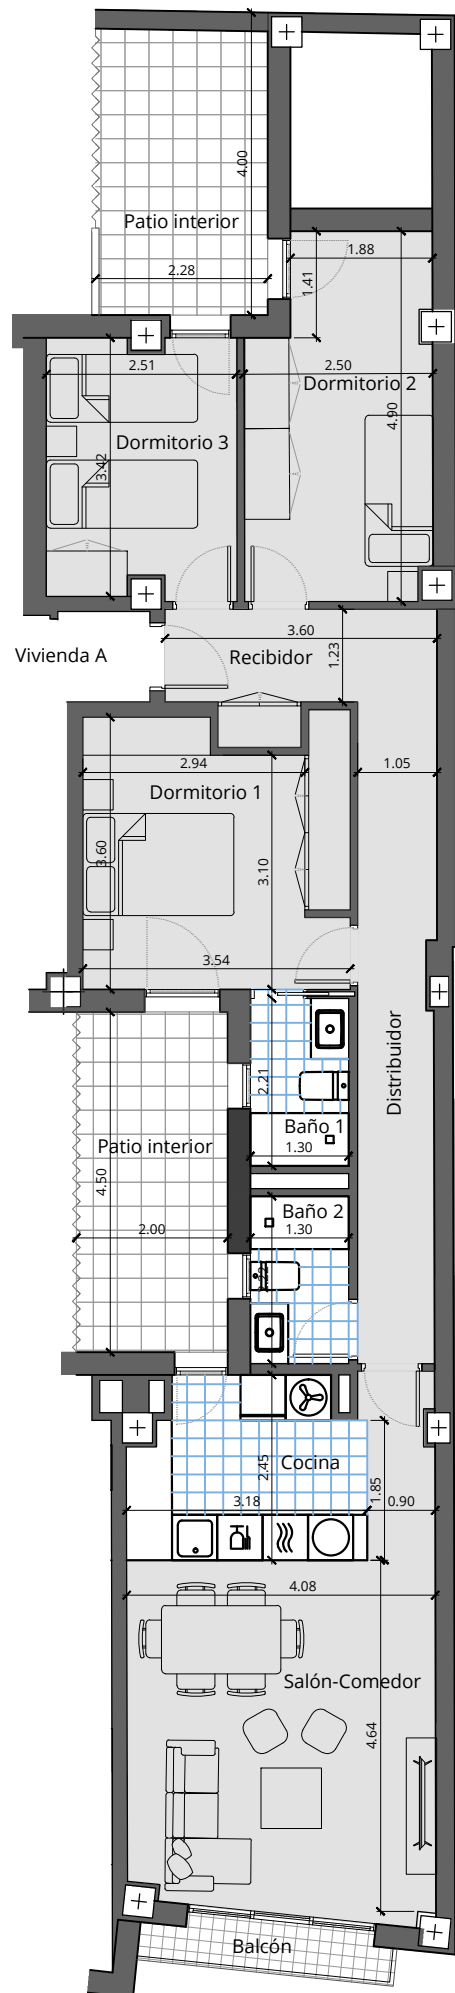 4.00
Patio interior
2.28
1.88
1.41
2.51
2.50
Dormitorio 2
4.90
Dormitorio 3
3.42
3.60
Vivienda A
Recibidor
1.23
2.94
1.05
Dormitorio 1
3.60
3.10
3.54
Distribuidor
2.21
Baño 1
1.30
Patio interior
4.50
Baño 2
2.00
1.30
2.22
Cocina
2.45
1.85
3.18
0.90
4.08
Salón-Comedor
4.64
Balcón